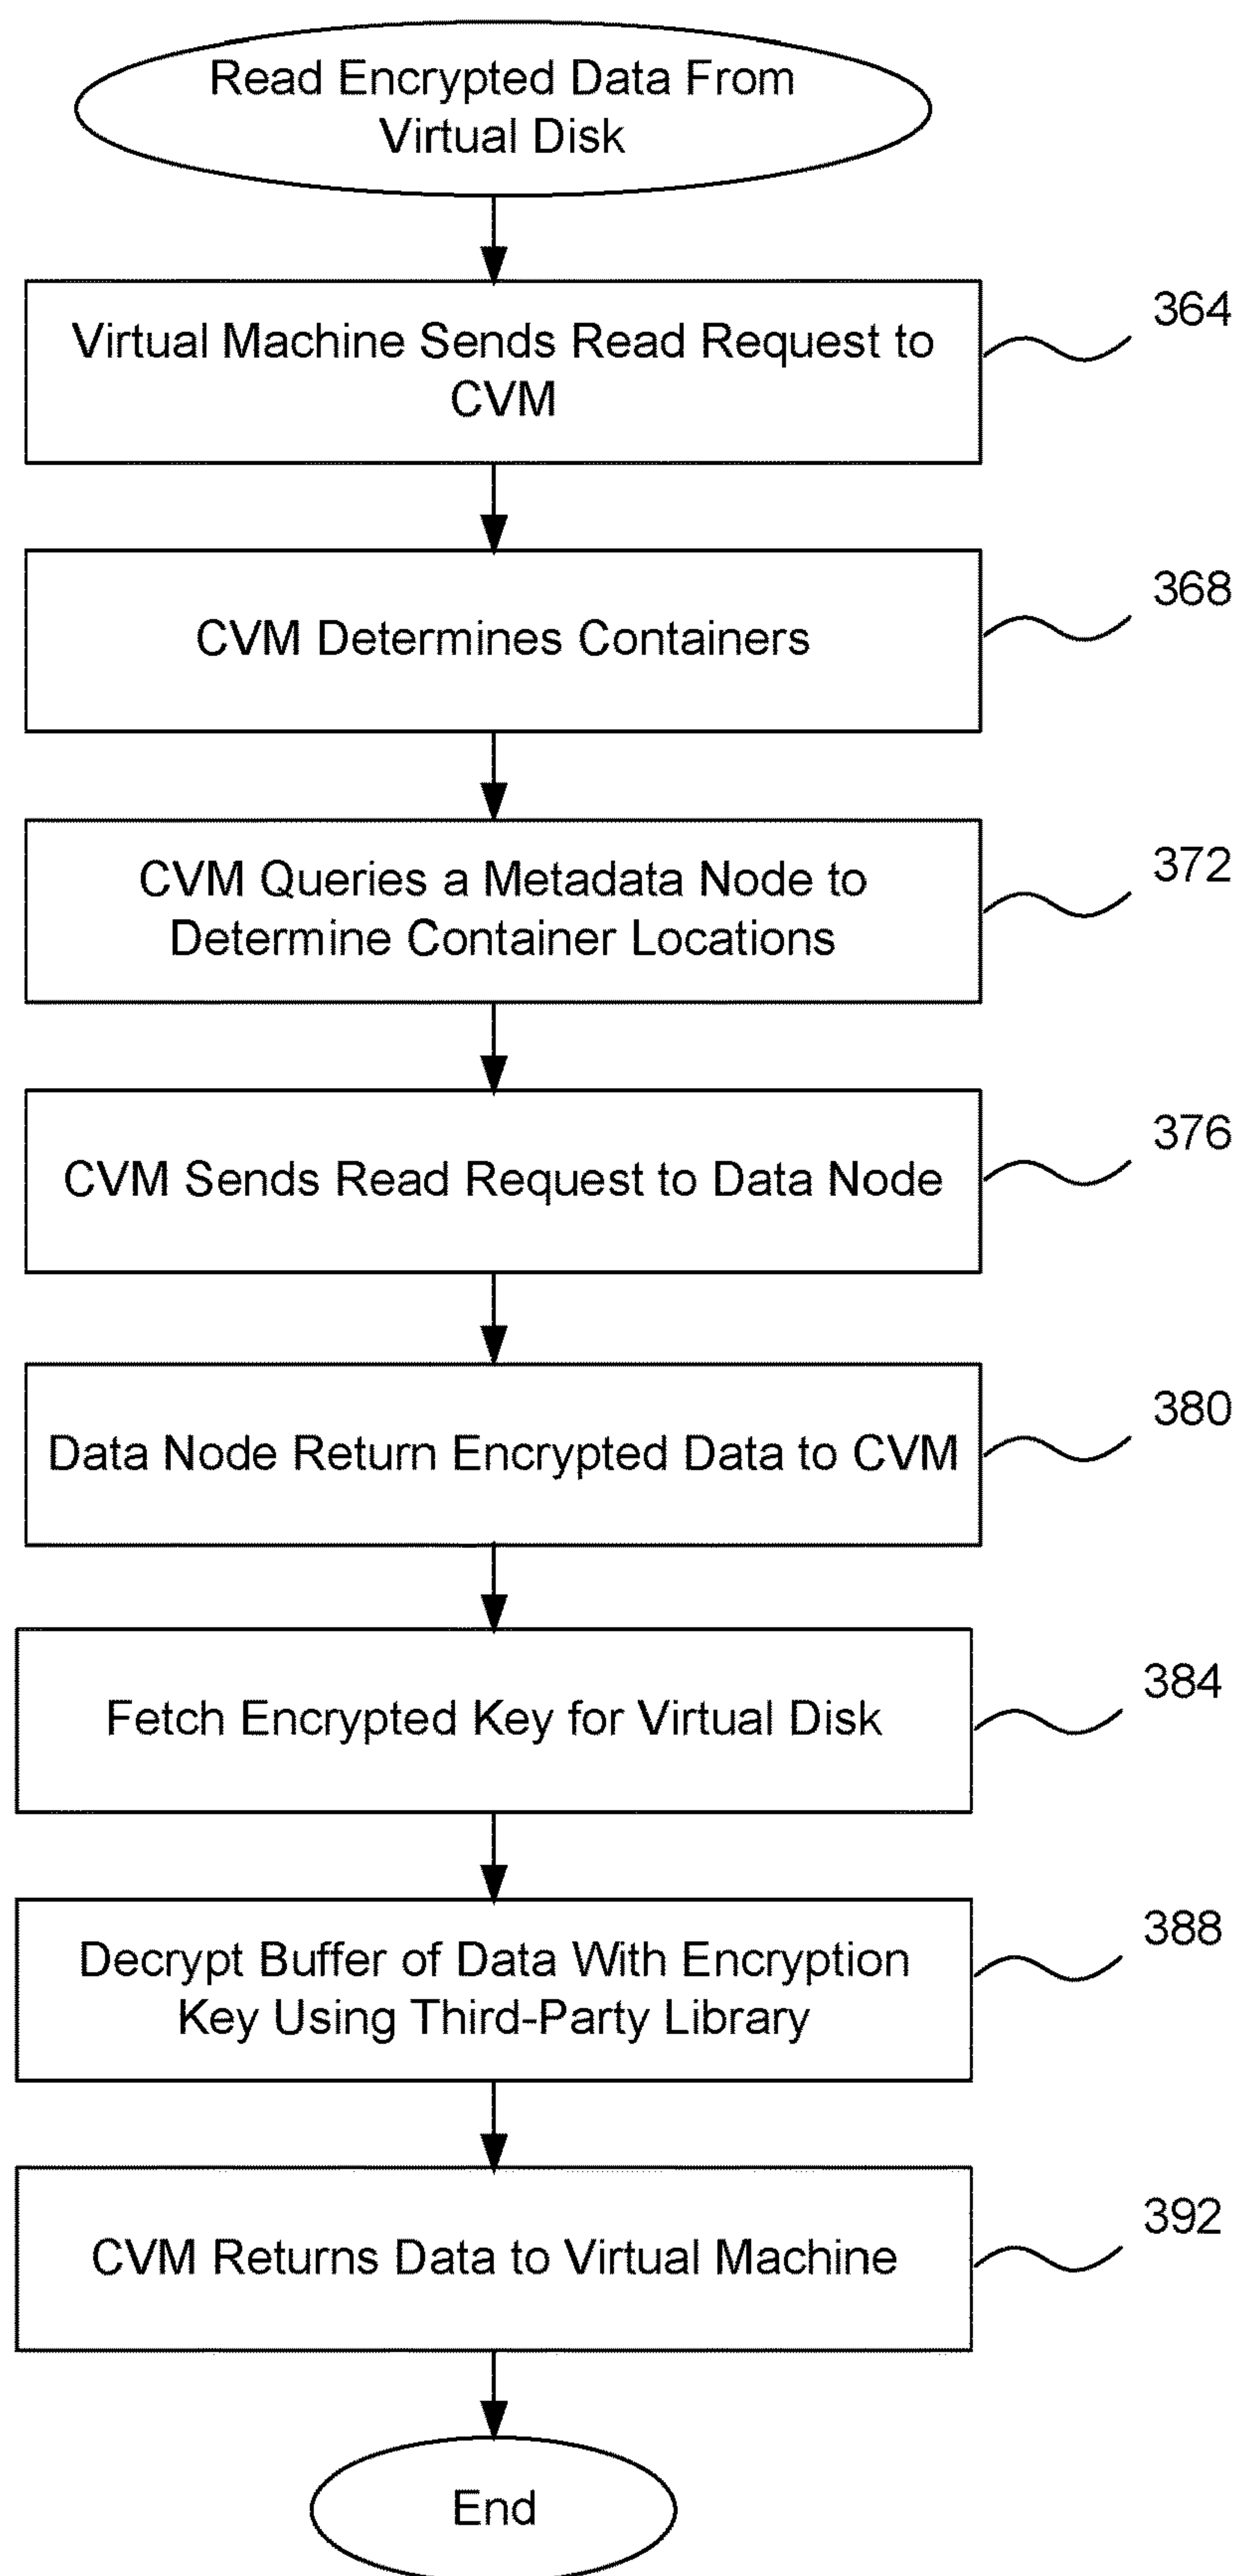 Read Encrypted Data From
Virtual Disk
Virtual Machine Sends Read Request to
CVM
364
CVM Determines Containers
368
CVM Queries a Metadata Node to
Determine Container Locations
372
CVM Sends Read Request to Data Node
376
Data Node Return Encrypted Data to CVM
380
Fetch Encrypted Key for Virtual Disk
384
Decrypt Buffer of Data With Encryption
Key Using Third-Party Library
388
CVM Returns Data to Virtual Machine
392
End